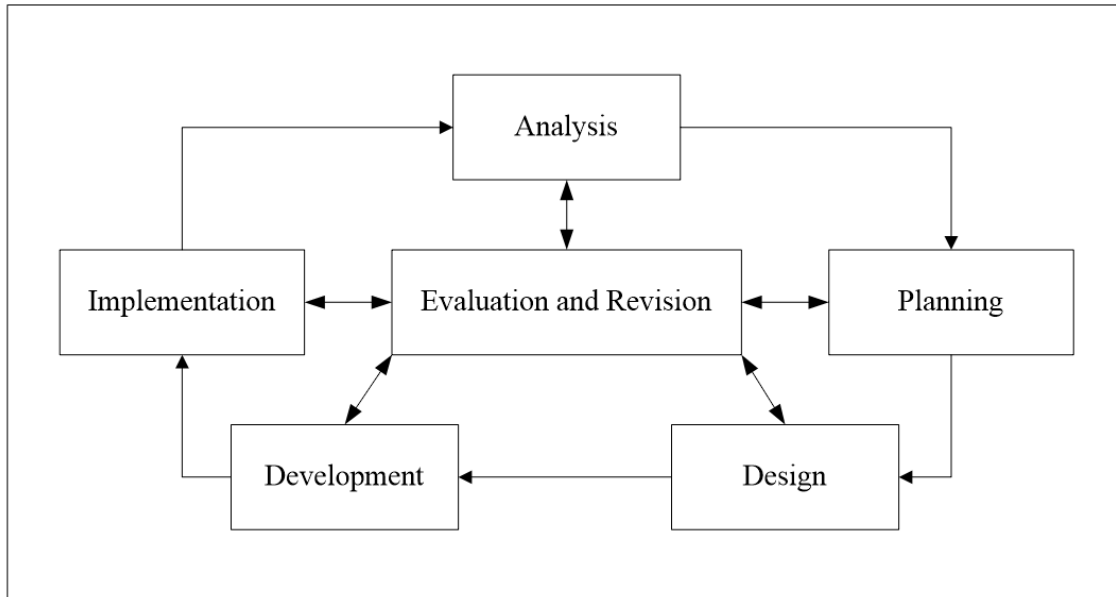 Analysis
Implementation
Evaluation and Revision
Planning
Development
Design